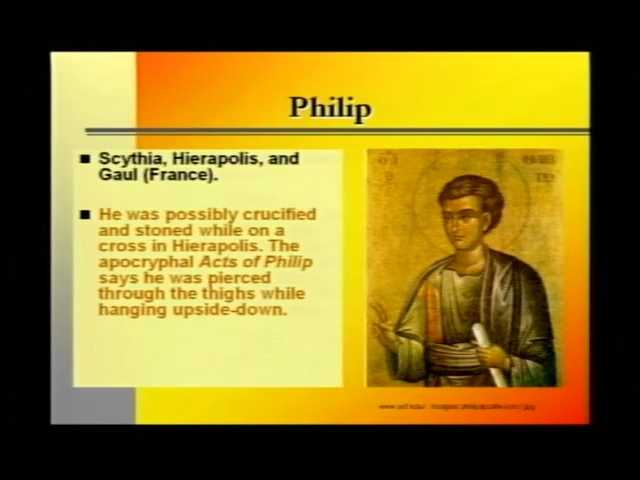 Philip
Scythia, Hierapolis, and
Gaul (France).
He was possibly crucified
and stoned while on a
cross in Hierapolis. The
apocryphal Acts of Philip
says he was pierced
through the thighs while
hanging upside-down.